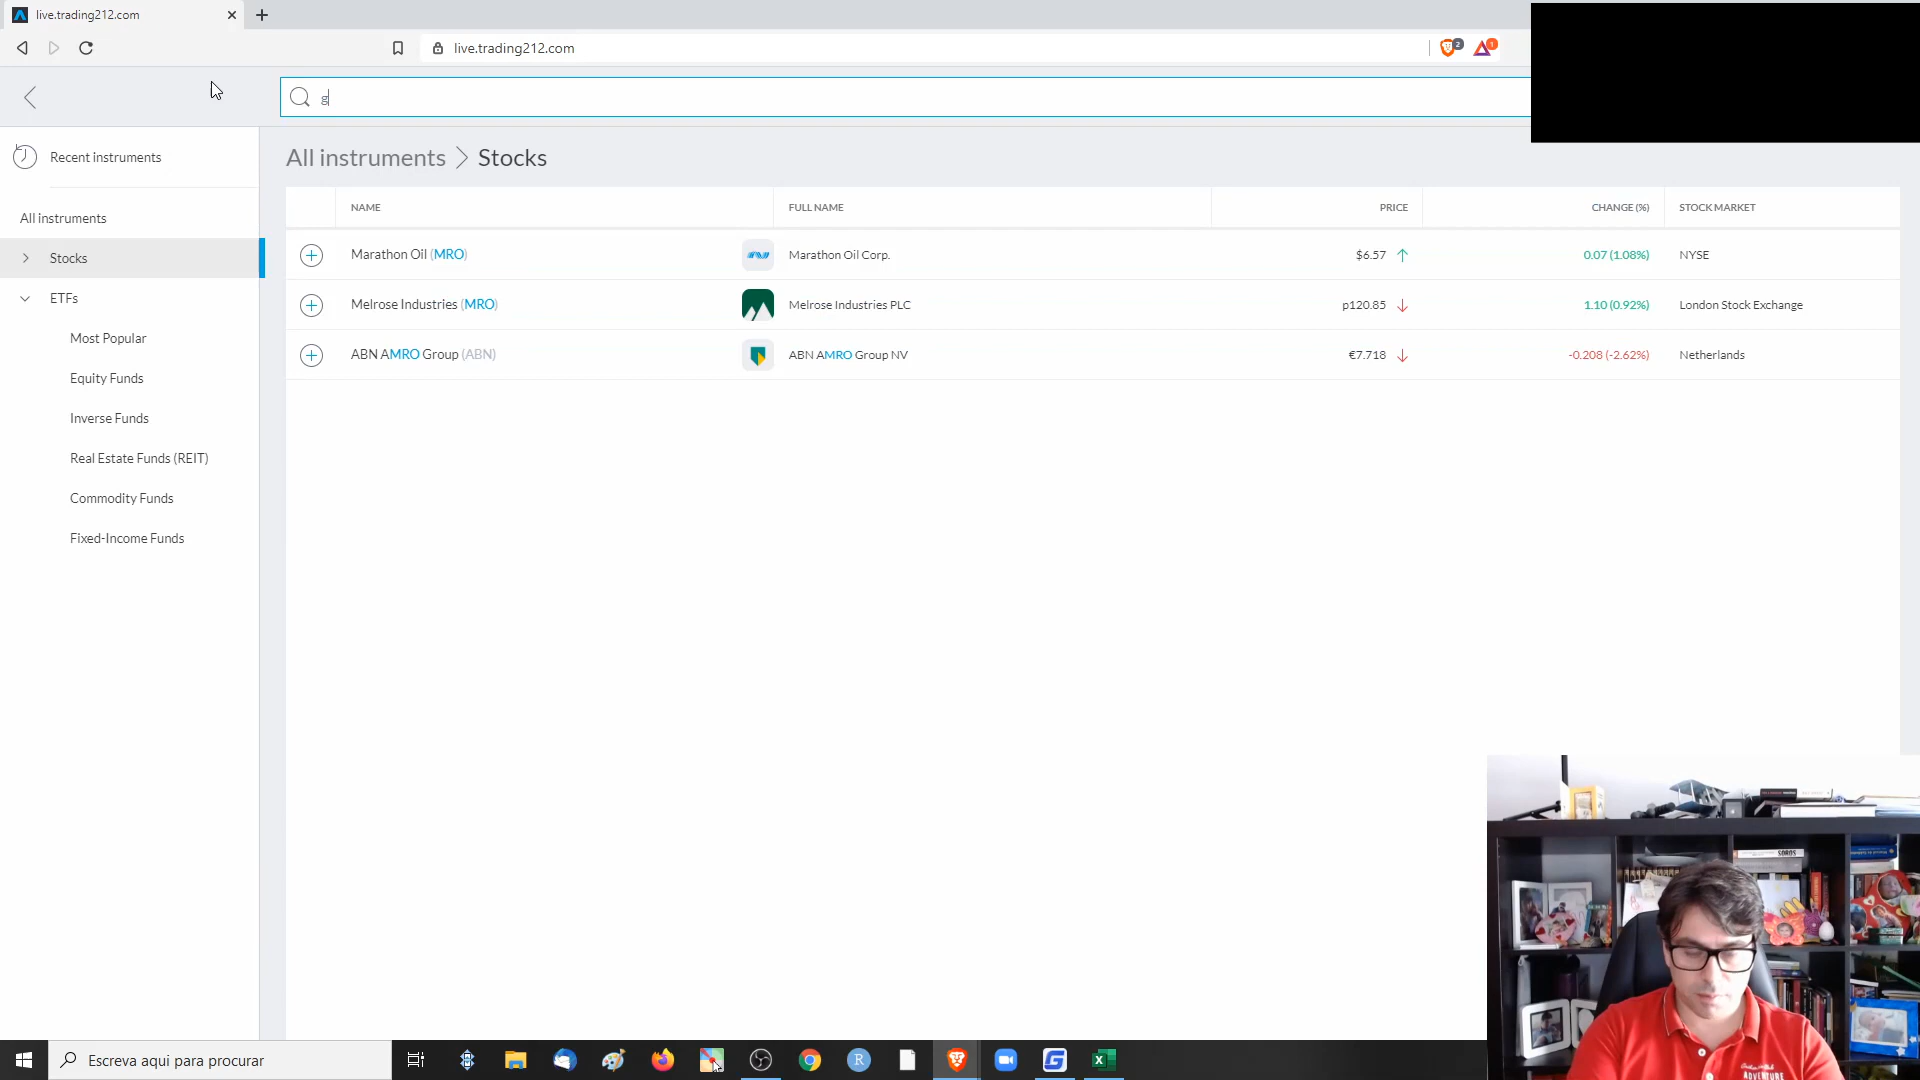 live.trading212.com
live.trading212.com
2
1
g
Recent instruments
All instruments
Stocks
ETFs
Most Popular
Equity Funds
Inverse Funds
Real Estate Funds (REIT)
Commodity Funds
Fixed-Income Funds
All instruments > Stocks
NAME FULL NAME PRICE CHANGE (%) STOCK MARKET
Marathon Oil (MRO) Marathon Oil Corp. $6.57 0.07 (1.08%) NYSE
Melrose Industries (MRO) Melrose Industries PLC p120.85 1.10 (0.92%) London Stock Exchange
ABN AMRO Group (ABN) ABN AMRO Group NV €7.718 -0.208 (-2.62%) Netherlands
SOROS
ADVENTURE
Escreva aqui para procurar
R
G
X